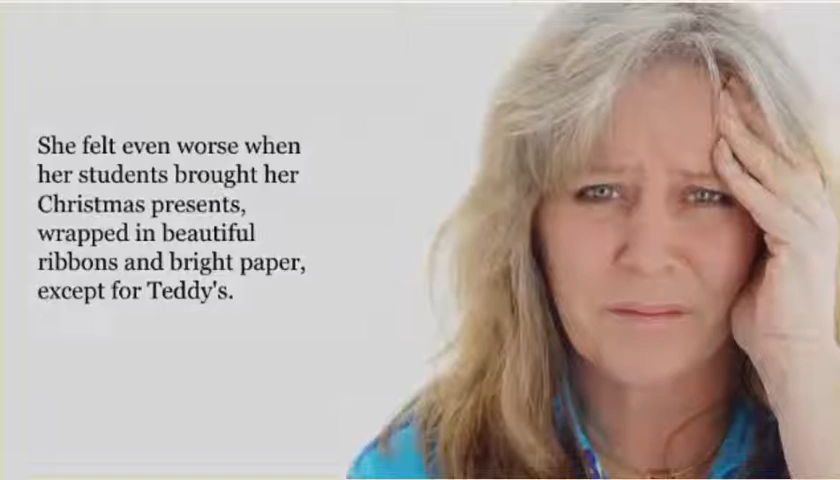 She felt even worse when
her students brought her
Christmas presents,
wrapped in beautiful
ribbons and bright paper,
except for Teddy's.